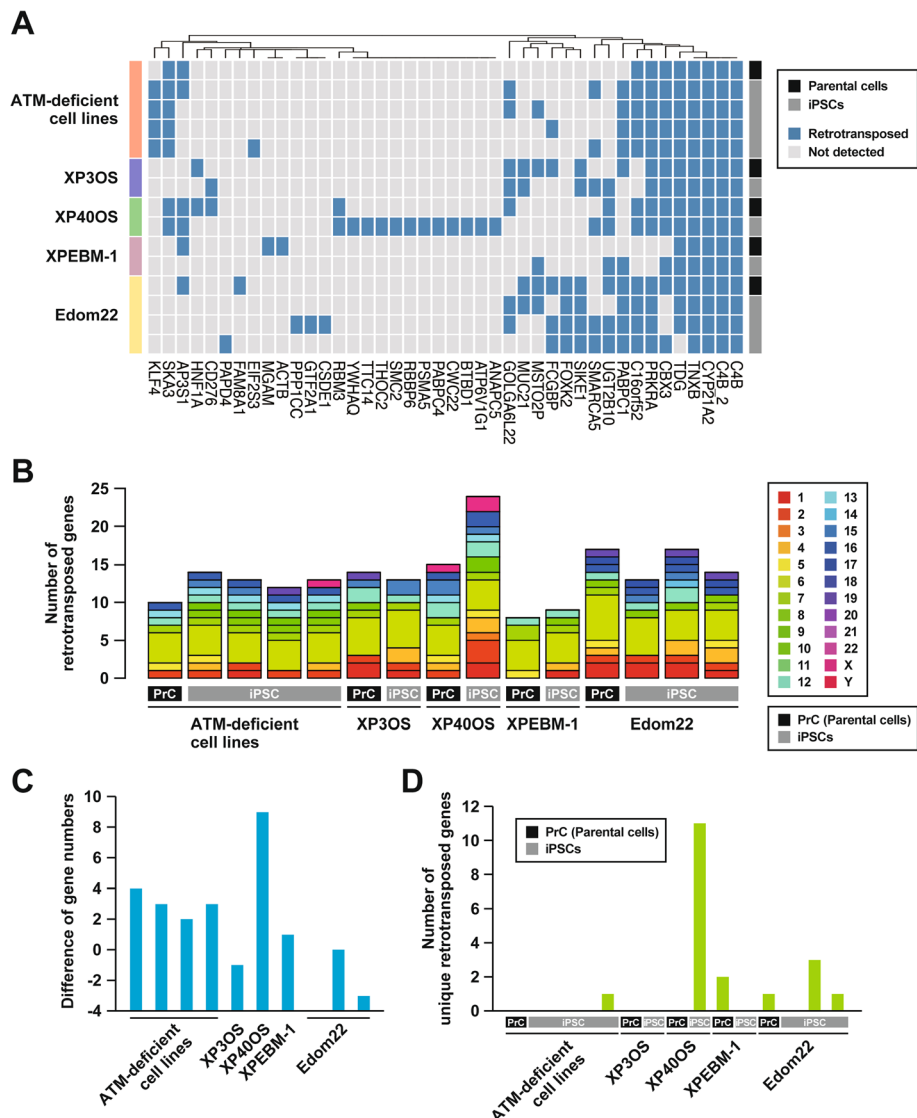 A
ATM-deficient
cell lines
XP3OS
XP40OS
XPEBM-1
Edom22
Parental cells
iPSCs
Retrotransposed
Not detected
KLF4
SKA3
AP3S1
HNF1A
CD276
PAPD4
FAM8A1
EIF2S3
MGAM
ACTB
PPP1CC
GTF2A1
CSDE1
RBM3
YWHAQ
TTC14
THOC2
SMC2
RBBP6
PSMA5
PABPC4
CWC22
BTBD1
ATP6V1G1
ANAPC5
GOLGA6L22
MUC21
MSTO2P
FCGBP
FOXK2
SIKE1
SMARCA5
UGT2B10
PABPC1
C16orf52
PRKRA
CBX3
TDG
TNXB
CYP21A2
C4B_2
C4B
B
Number of
retrotransposed genes
25
20
15
10
5
0
PrC iPSC PrC iPSC PrC iPSC PrC iPSC PrC iPSC
ATM-deficient
cell lines
XP3OS XP40OS XPEBM-1 Edom22
1 13
2 14
3 15
4 16
5 17
6 18
7 19
8 20
9 21
10 22
11 X
12 Y
PrC (Parental cells)
iPSCs
C
Difference of gene numbers
10
8
6
4
2
0
-2
-4
ATM-deficient
cell lines
XP3OS
XP40OS
XPEBM-1
Edom22
D
Number of
unique retrotransposed genes
12
10
8
6
4
2
0
PrC (Parental cells)
iPSCs
PrC iPSC PrC iPSC PrC iPSC PrC iPSC PrC iPSC
ATM-deficient
cell lines
XP3OS
XP40OS
XPEBM-1
Edom22